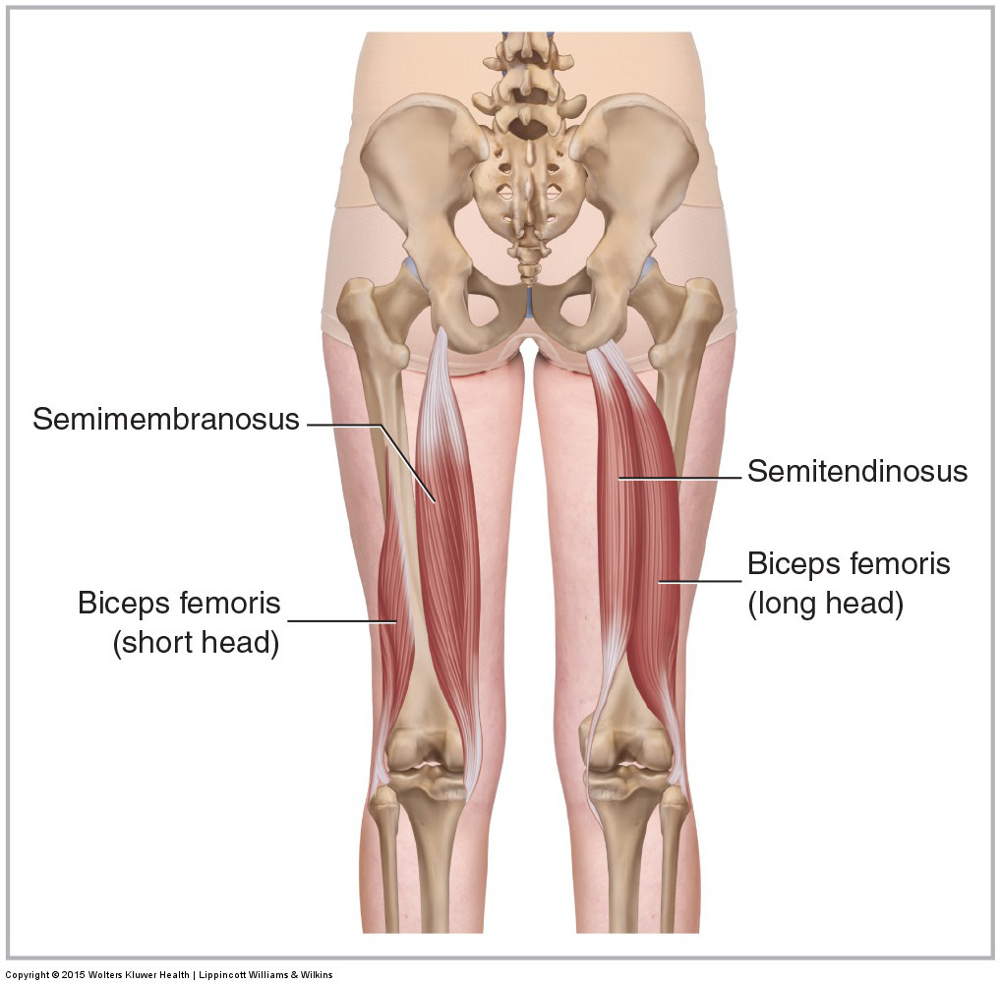 Semimembranosus
Semitendinosus
Biceps femoris
(long head)
Biceps femoris
(short head)
Copyright © 2015 Wolters Kluwer Health | Lippincott Williams & Wilkins